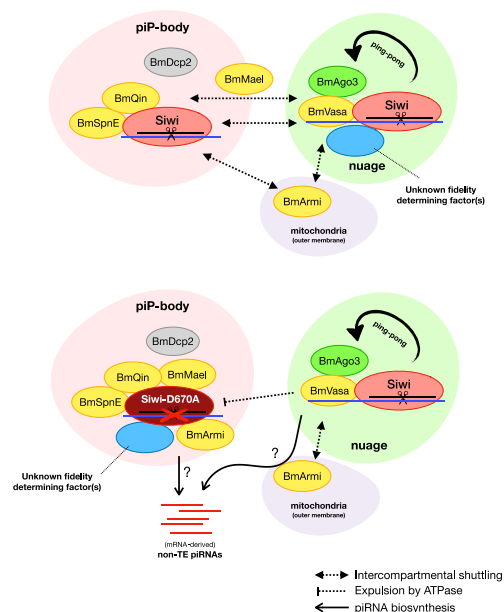 piP-body
ping-pong
BmDcp2
BmMael
BmAgo3
BmQin
Siwi
BmVasa
Siwi
BmSpnE
nuage
Unknown fidelity
determining factor(s)
BmArmi
mitochondria
(outer membrane)
piP-body
ping-pong
BmDcp2
BmAgo3
BmQin
BmMael
BmVasa
Siwi
BmSpnE
Siwi-D670A
BmArmi
nuage
Unknown fidelity
determining factor(s)
?
?
BmArmi
mitochondria
(outer membrane)
(mRNA-derived)
non-TE piRNAs
Intercompartmental shuttling
Expulsion by ATPase
piRNA biosynthesis